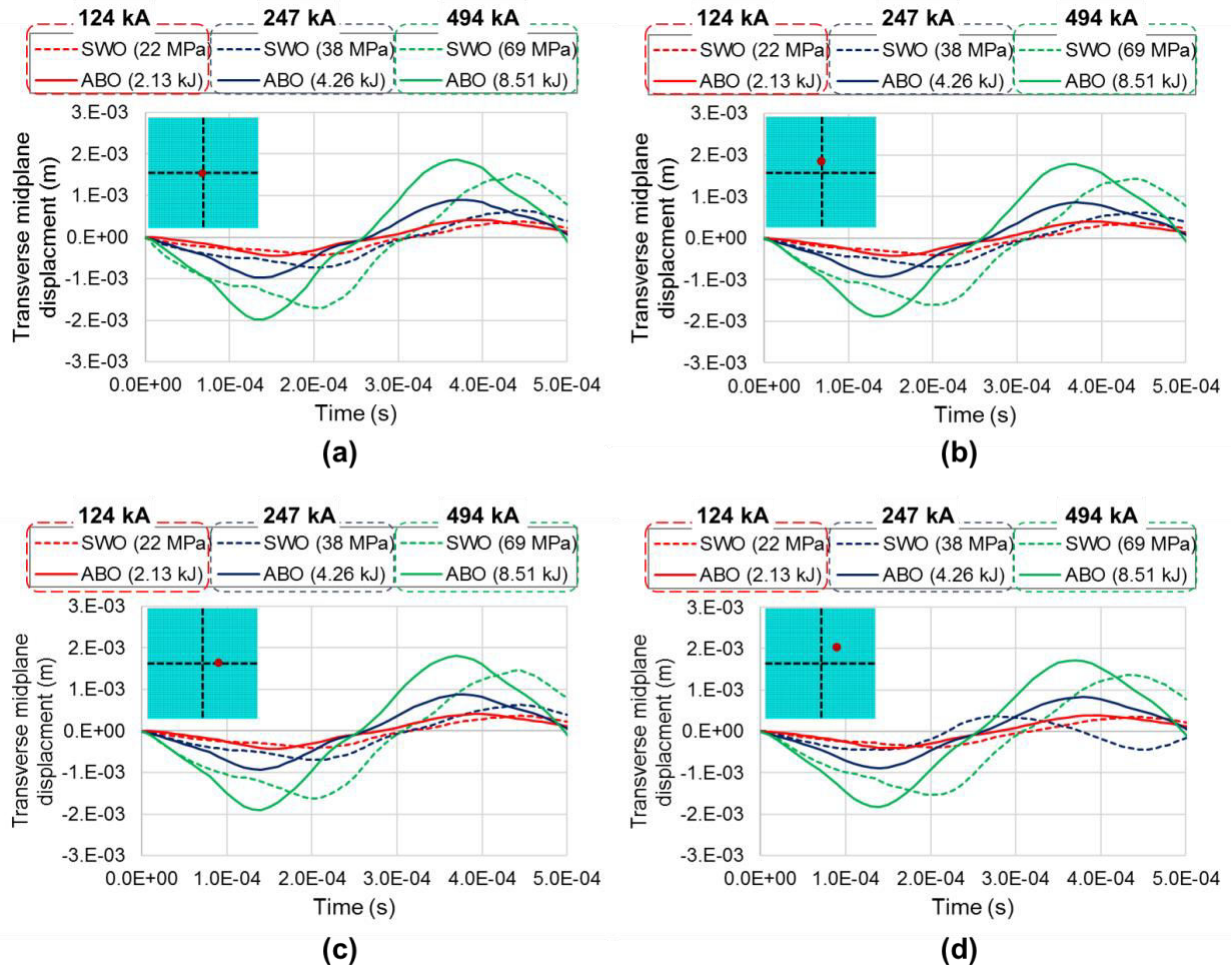 124 kA 247 kA 494 kA
SWO (22 MPa) SWO (38 MPa) SWO (69 MPa)
ABO (2.13 kJ) ABO (4.26 kJ) ABO (8.51 kJ)
Transverse midplane
displacment (m)
3.E-03
2.E-03
1.E-03
0.E+00
-1.E-03
-2.E-03
-3.E-03
0.0E+00 1.0E-04 2.0E-04 3.0E-04 4.0E-04 5.0E-04
Time (s)
(a)
124 kA 247 kA 494 kA
SWO (22 MPa) SWO (38 MPa) SWO (69 MPa)
ABO (2.13 kJ) ABO (4.26 kJ) ABO (8.51 kJ)
Transverse midplane
displacment (m)
3.E-03
2.E-03
1.E-03
0.E+00
-1.E-03
-2.E-03
-3.E-03
0.0E+00 1.0E-04 2.0E-04 3.0E-04 4.0E-04 5.0E-04
Time (s)
(b)
124 kA 247 kA 494 kA
SWO (22 MPa) SWO (38 MPa) SWO (69 MPa)
ABO (2.13 kJ) ABO (4.26 kJ) ABO (8.51 kJ)
Transverse midplane
displacment (m)
3.E-03
2.E-03
1.E-03
0.E+00
-1.E-03
-2.E-03
-3.E-03
0.0E+00 1.0E-04 2.0E-04 3.0E-04 4.0E-04 5.0E-04
Time (s)
(c)
124 kA 247 kA 494 kA
SWO (22 MPa) SWO (38 MPa) SWO (69 MPa)
ABO (2.13 kJ) ABO (4.26 kJ) ABO (8.51 kJ)
Transverse midplane
displacment (m)
3.E-03
2.E-03
1.E-03
0.E+00
-1.E-03
-2.E-03
-3.E-03
0.0E+00 1.0E-04 2.0E-04 3.0E-04 4.0E-04 5.0E-04
Time (s)
(d)